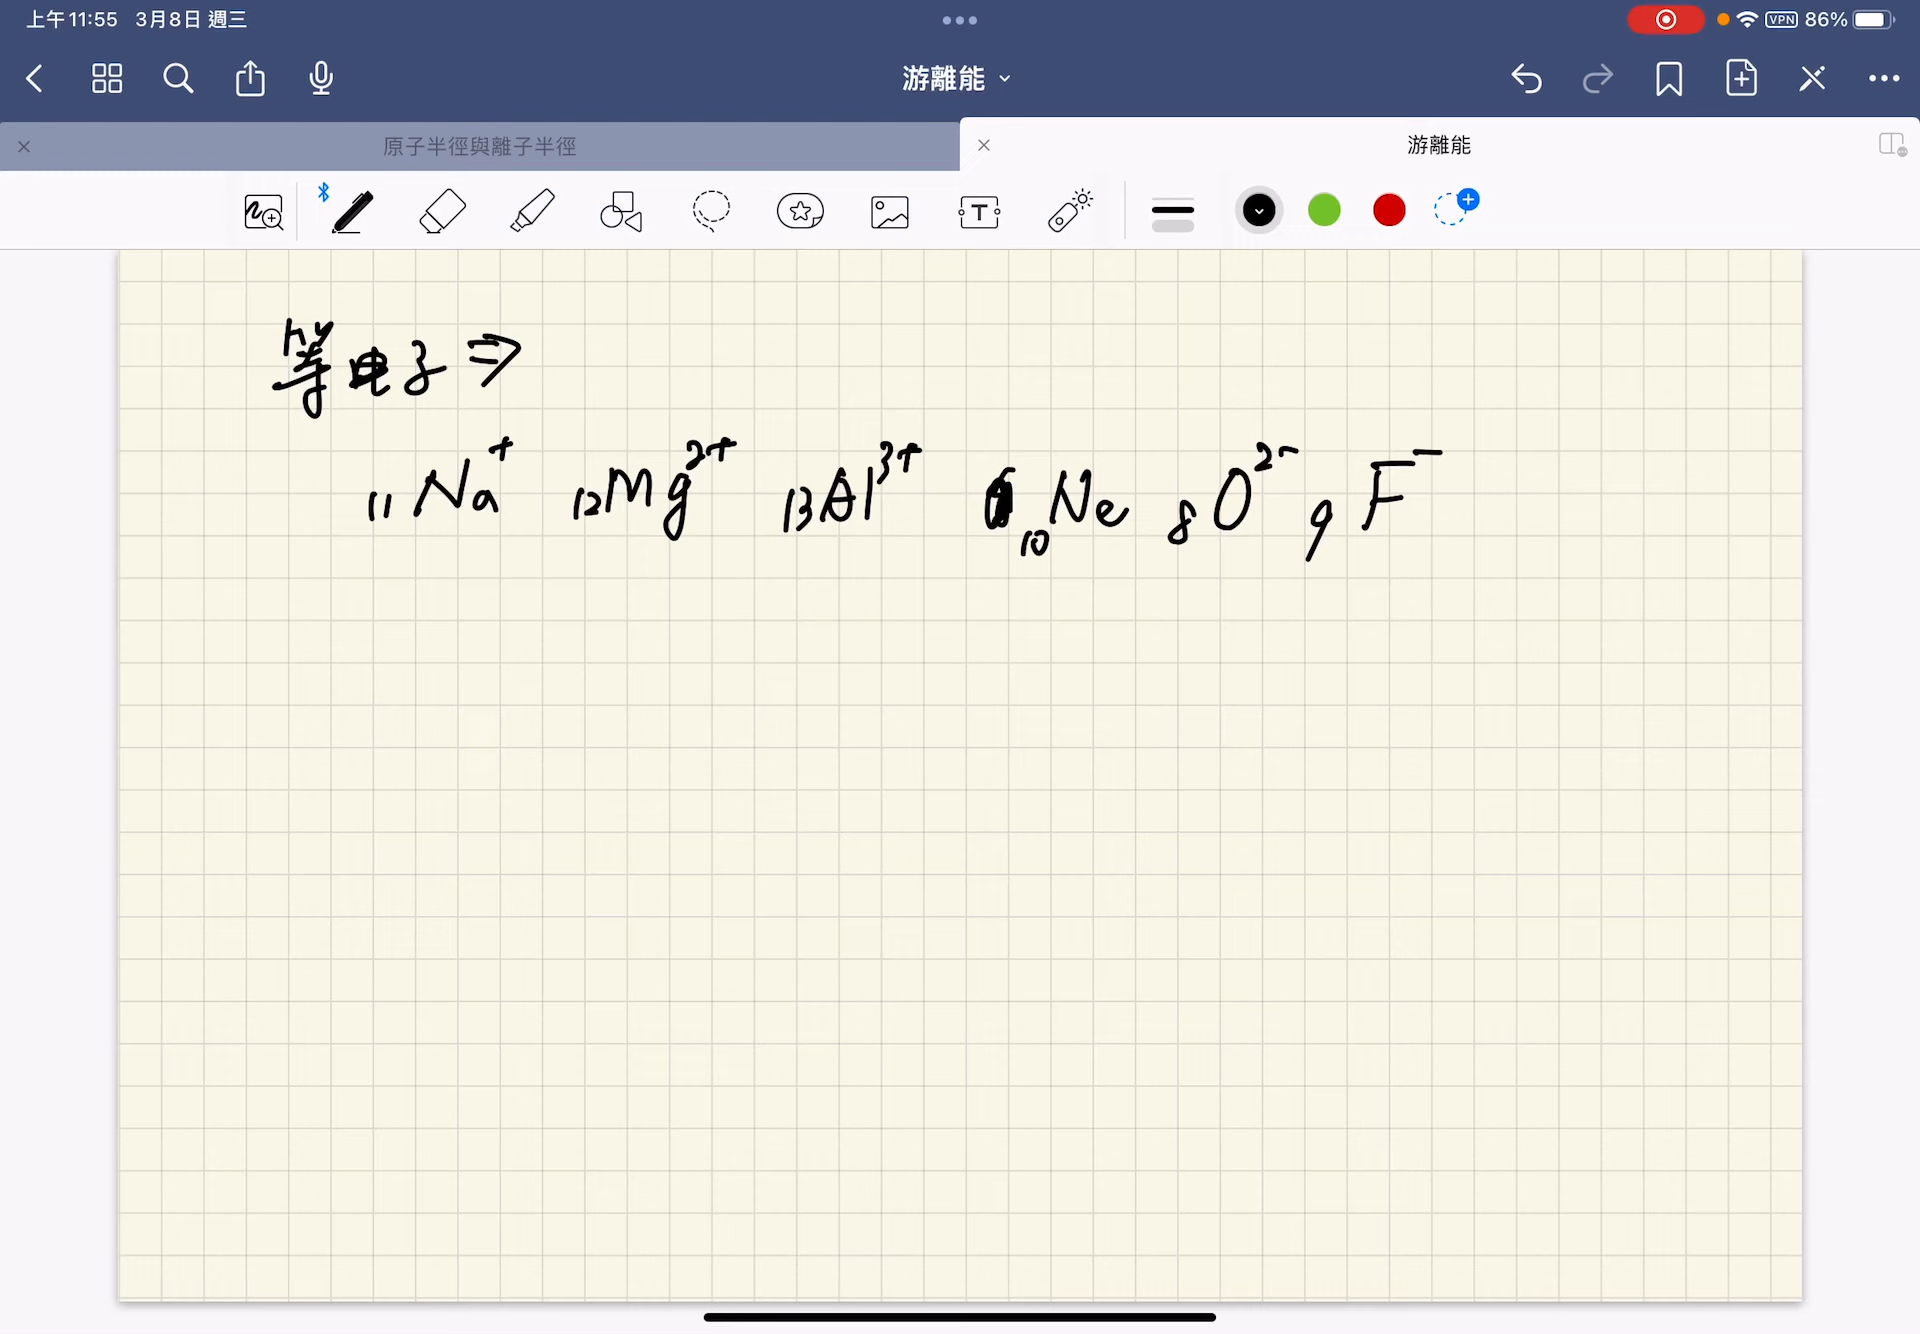 上午11:55 3月8日 週三
VPN 86%
游離能
原子半徑與離子半徑
游離能
T
等电子⇒
₁₁Na⁺ ₁₂Mg²⁺ ₁₃Al³⁺ ₁₀Ne ₈O²⁻ ₉F⁻